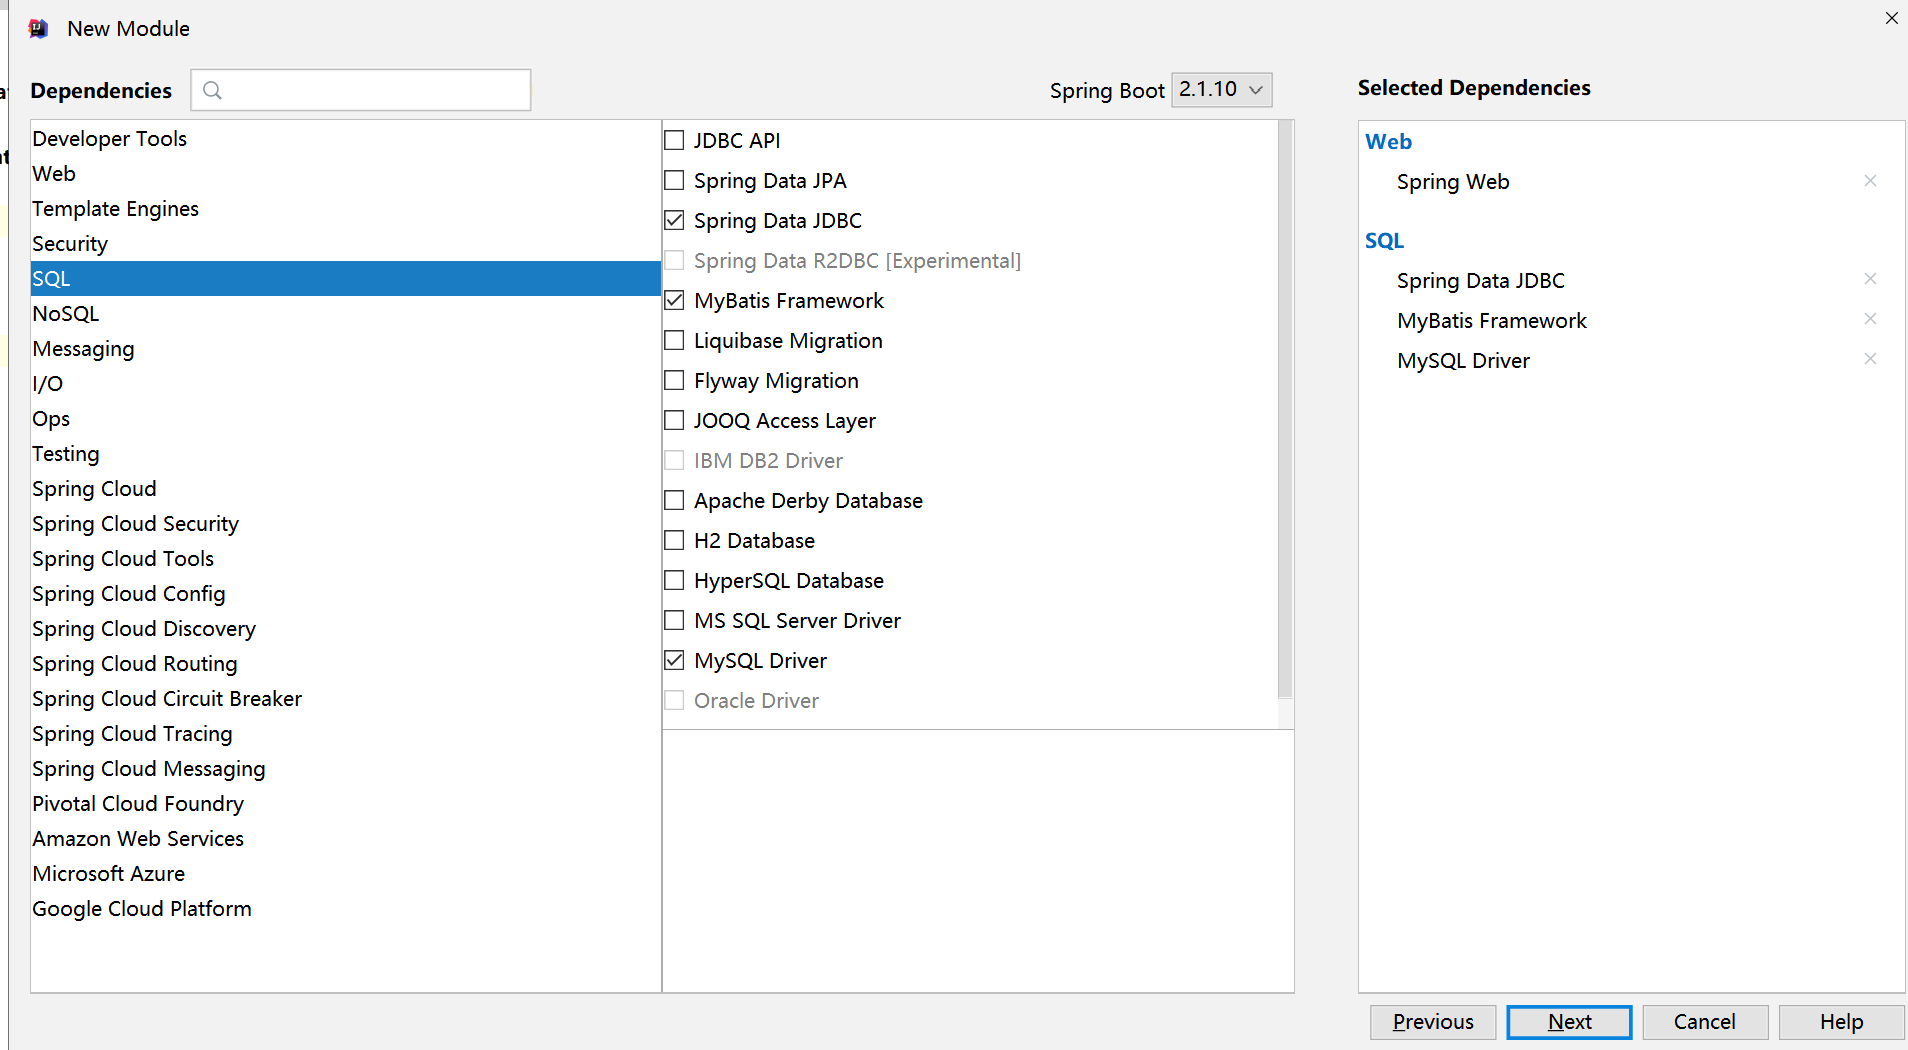 New Module
Dependencies
Spring Boot 2.1.10
Selected Dependencies
Developer Tools
Web
Template Engines
Security
SQL
NoSQL
Messaging
I/O
Ops
Testing
Spring Cloud
Spring Cloud Security
Spring Cloud Tools
Spring Cloud Config
Spring Cloud Discovery
Spring Cloud Routing
Spring Cloud Circuit Breaker
Spring Cloud Tracing
Spring Cloud Messaging
Pivotal Cloud Foundry
Amazon Web Services
Microsoft Azure
Google Cloud Platform
JDBC API
Spring Data JPA
Spring Data JDBC
Spring Data R2DBC [Experimental]
MyBatis Framework
Liquibase Migration
Flyway Migration
JOOQ Access Layer
IBM DB2 Driver
Apache Derby Database
H2 Database
HyperSQL Database
MS SQL Server Driver
MySQL Driver
Oracle Driver
Web
Spring Web
SQL
Spring Data JDBC
MyBatis Framework
MySQL Driver
Previous
Next
Cancel
Help